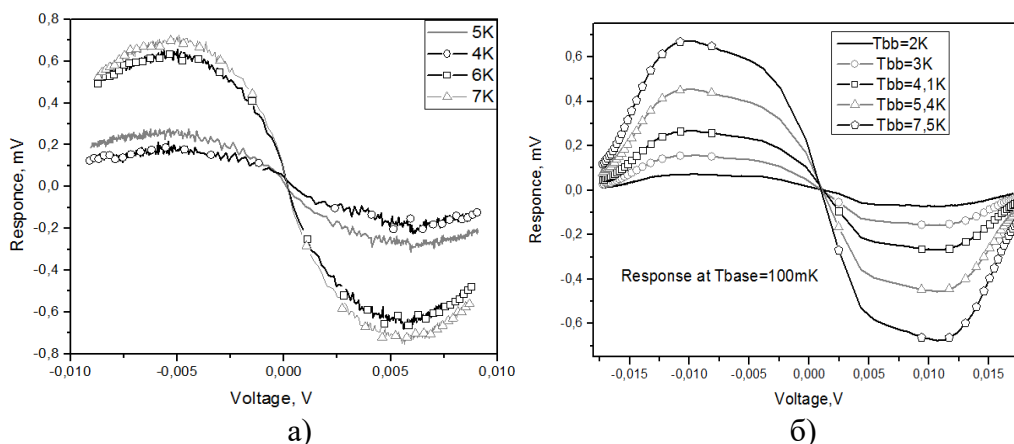 a)
0,8
0,6
0,4
0,2
0,0
-0,2
-0,4
-0,6
-0,8
Responce, mV
5K
4K
6K
7K
-0,010
-0,005
0,000
0,005
0,010
Voltage, V
а)
б)
0,6
0,4
0,2
0,0
-0,2
-0,4
-0,6
Responce, mV
Tbb=2K
Tbb=3K
Tbb=4,1K
Tbb=5,4K
Tbb=7,5K
Response at Tbase=100mK
-0,015
-0,010
-0,005
0,000
0,005
0,010
0,015
Voltage,V
б)